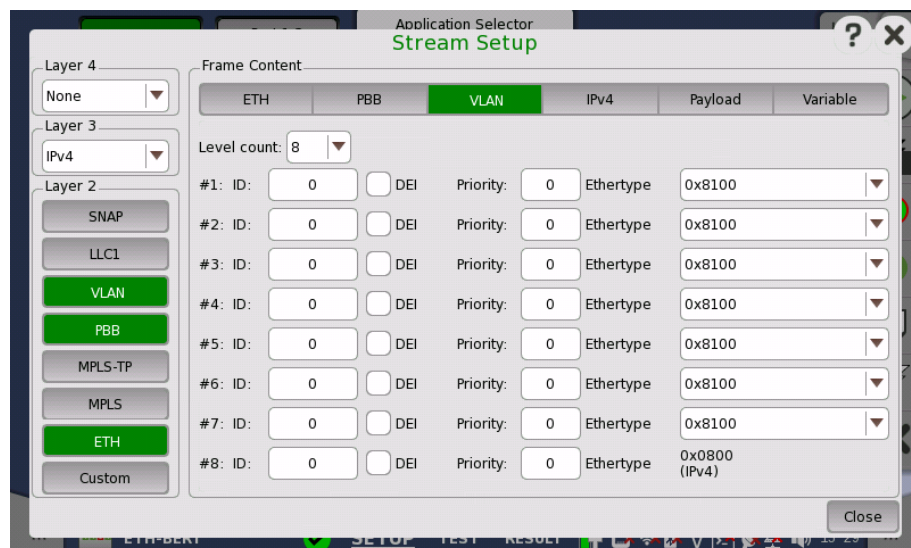 Application Selector
Stream Setup
?
Layer 4
None
Layer 3
IPv4
Layer 2
SNAP
LLC1
VLAN
PBB
MPLS-TP
MPLS
ETH
Custom
Frame Content
ETH PBB VLAN IPv4 Payload Variable
Level count: 8
#1: ID: 0 DEI Priority: 0 Ethertype 0x8100
#2: ID: 0 DEI Priority: 0 Ethertype 0x8100
#3: ID: 0 DEI Priority: 0 Ethertype 0x8100
#4: ID: 0 DEI Priority: 0 Ethertype 0x8100
#5: ID: 0 DEI Priority: 0 Ethertype 0x8100
#6: ID: 0 DEI Priority: 0 Ethertype 0x8100
#7: ID: 0 DEI Priority: 0 Ethertype 0x8100
#8: ID: 0 DEI Priority: 0 Ethertype 0x0800
(IPv4)
Close
ETH-BERT SETUP TEST RESULT